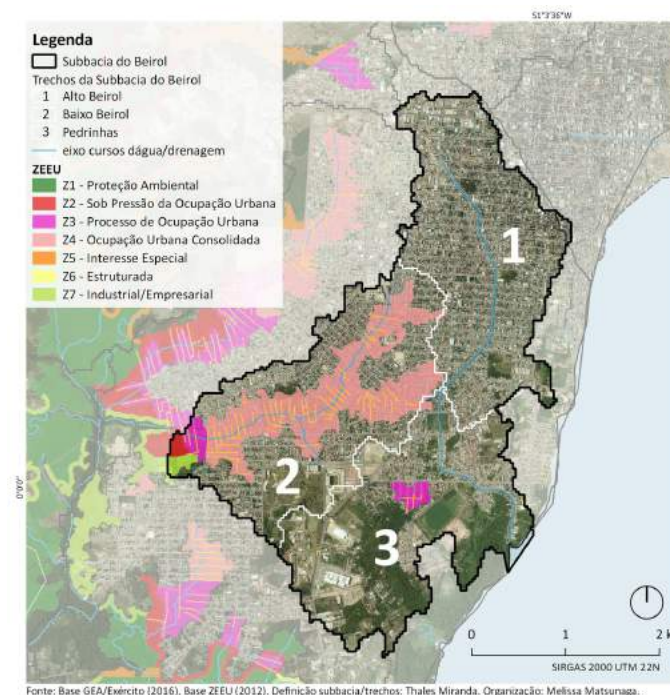 51°3'36"W
Legenda
Subbacia do Beirol
Trechos da Subbacia do Beirol
1 Alto Beirol
2 Baixo Beirol
3 Pedrinhas
eixo cursos dágua/drenagem
ZEEU
Z1 - Proteção Ambiental
Z2 - Sob Pressão da Ocupação Urbana
Z3 - Processo de Ocupação Urbana
Z4 - Ocupação Urbana Consolidada
Z5 - Interesse Especial
Z6 - Estruturada
Z7 - Industrial/Empresarial
1
2
3
0°0'0"
0 1 2 k
SIRGAS 2000 UTM 22N
Fonte: Base GEA/Exército (2016), Base ZEEU (2012), Definição subbacia/trechos: Thales Miranda. Organização: Melissa Matsunaga.